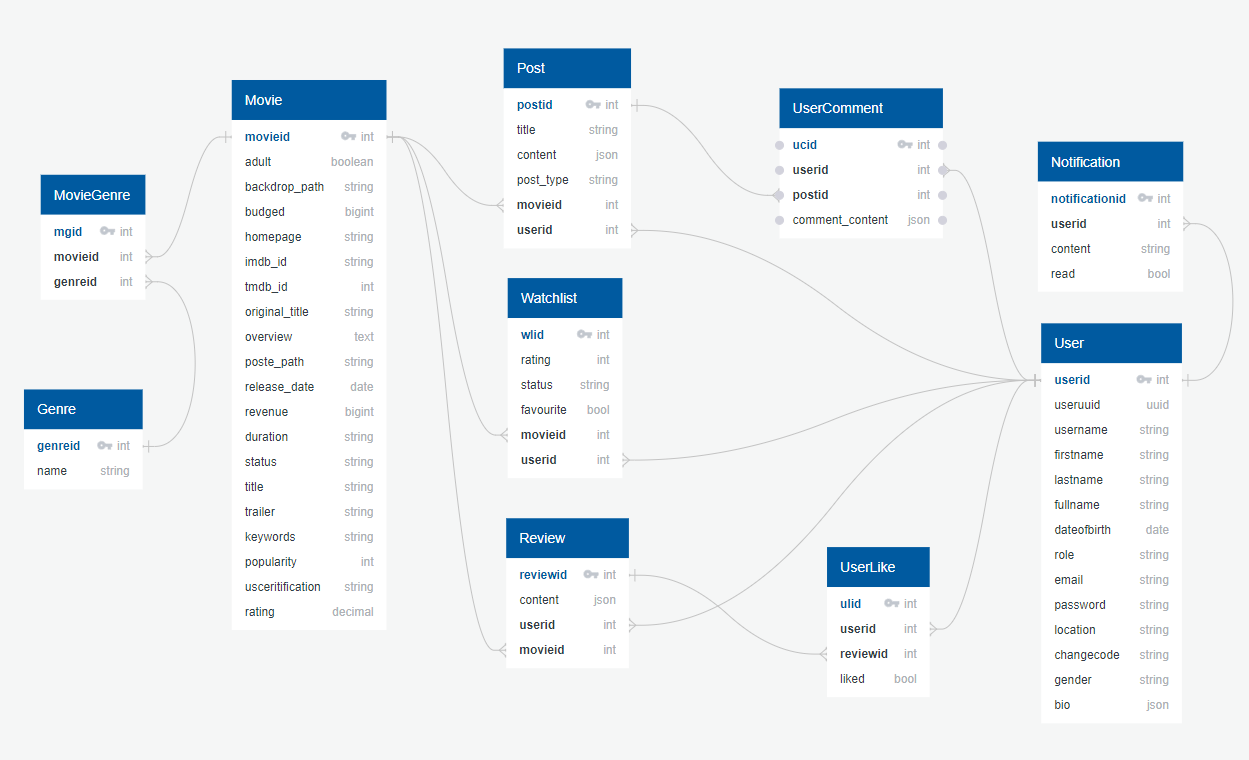 Post
postid int
title string
content json
post_type string
movieid int
userid int
Movie
movieid int
adult boolean
backdrop_path string
budged bigint
homepage string
imdb_id string
tmdb_id int
original_title string
overview text
poste_path string
release_date date
revenue bigint
duration string
status string
title string
trailer string
keywords string
popularity int
usceritification string
rating decimal
UserComment
ucid int
userid int
postid int
comment_content json
Notification
notificationid int
userid int
content string
read bool
MovieGenre
mgid int
movieid int
genreid int
Watchlist
wlid int
rating int
status string
favourite bool
movieid int
userid int
User
userid int
useruuid uuid
username string
firstname string
lastname string
fullname string
dateofbirth date
role string
email string
password string
location string
changecode string
gender string
bio json
Genre
genreid int
name string
Review
reviewid int
content json
userid int
movieid int
UserLike
ulid int
userid int
reviewid int
liked bool